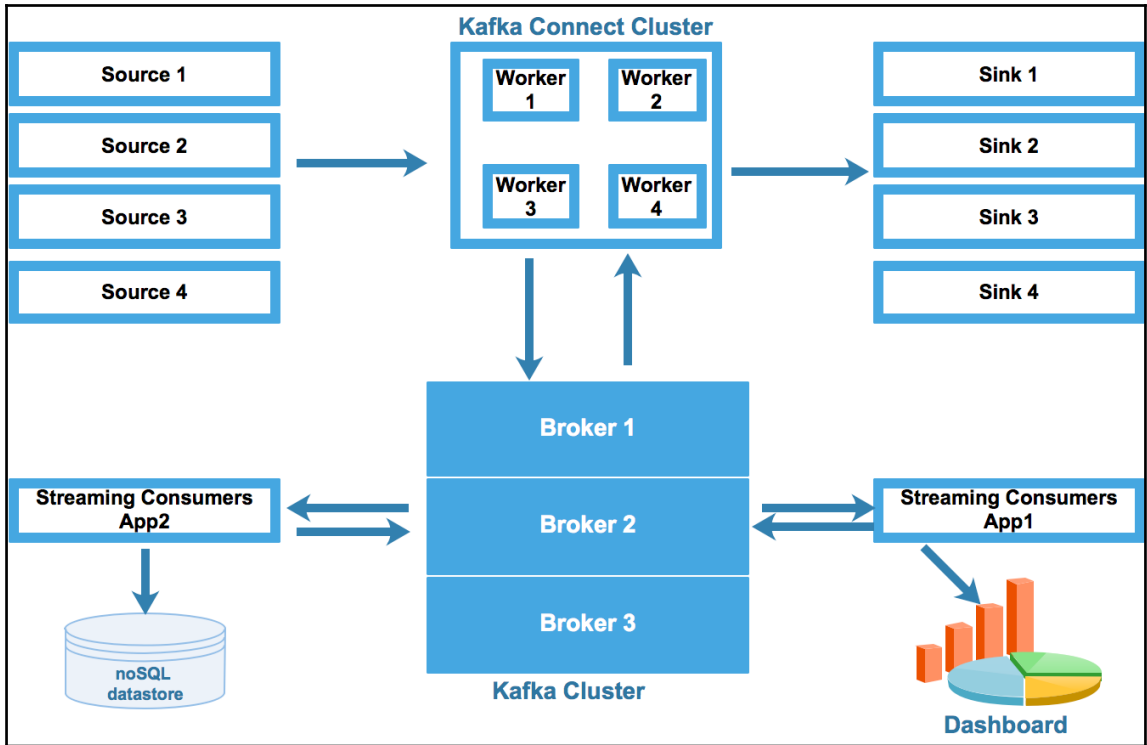 Kafka Connect Cluster
Source 1
Source 2
Source 3
Source 4
Worker
1
Worker
2
Worker
3
Worker
4
Sink 1
Sink 2
Sink 3
Sink 4
Streaming Consumers
App2
Broker 1
Broker 2
Broker 3
Streaming Consumers
App1
noSQL
datastore
Kafka Cluster
Dashboard